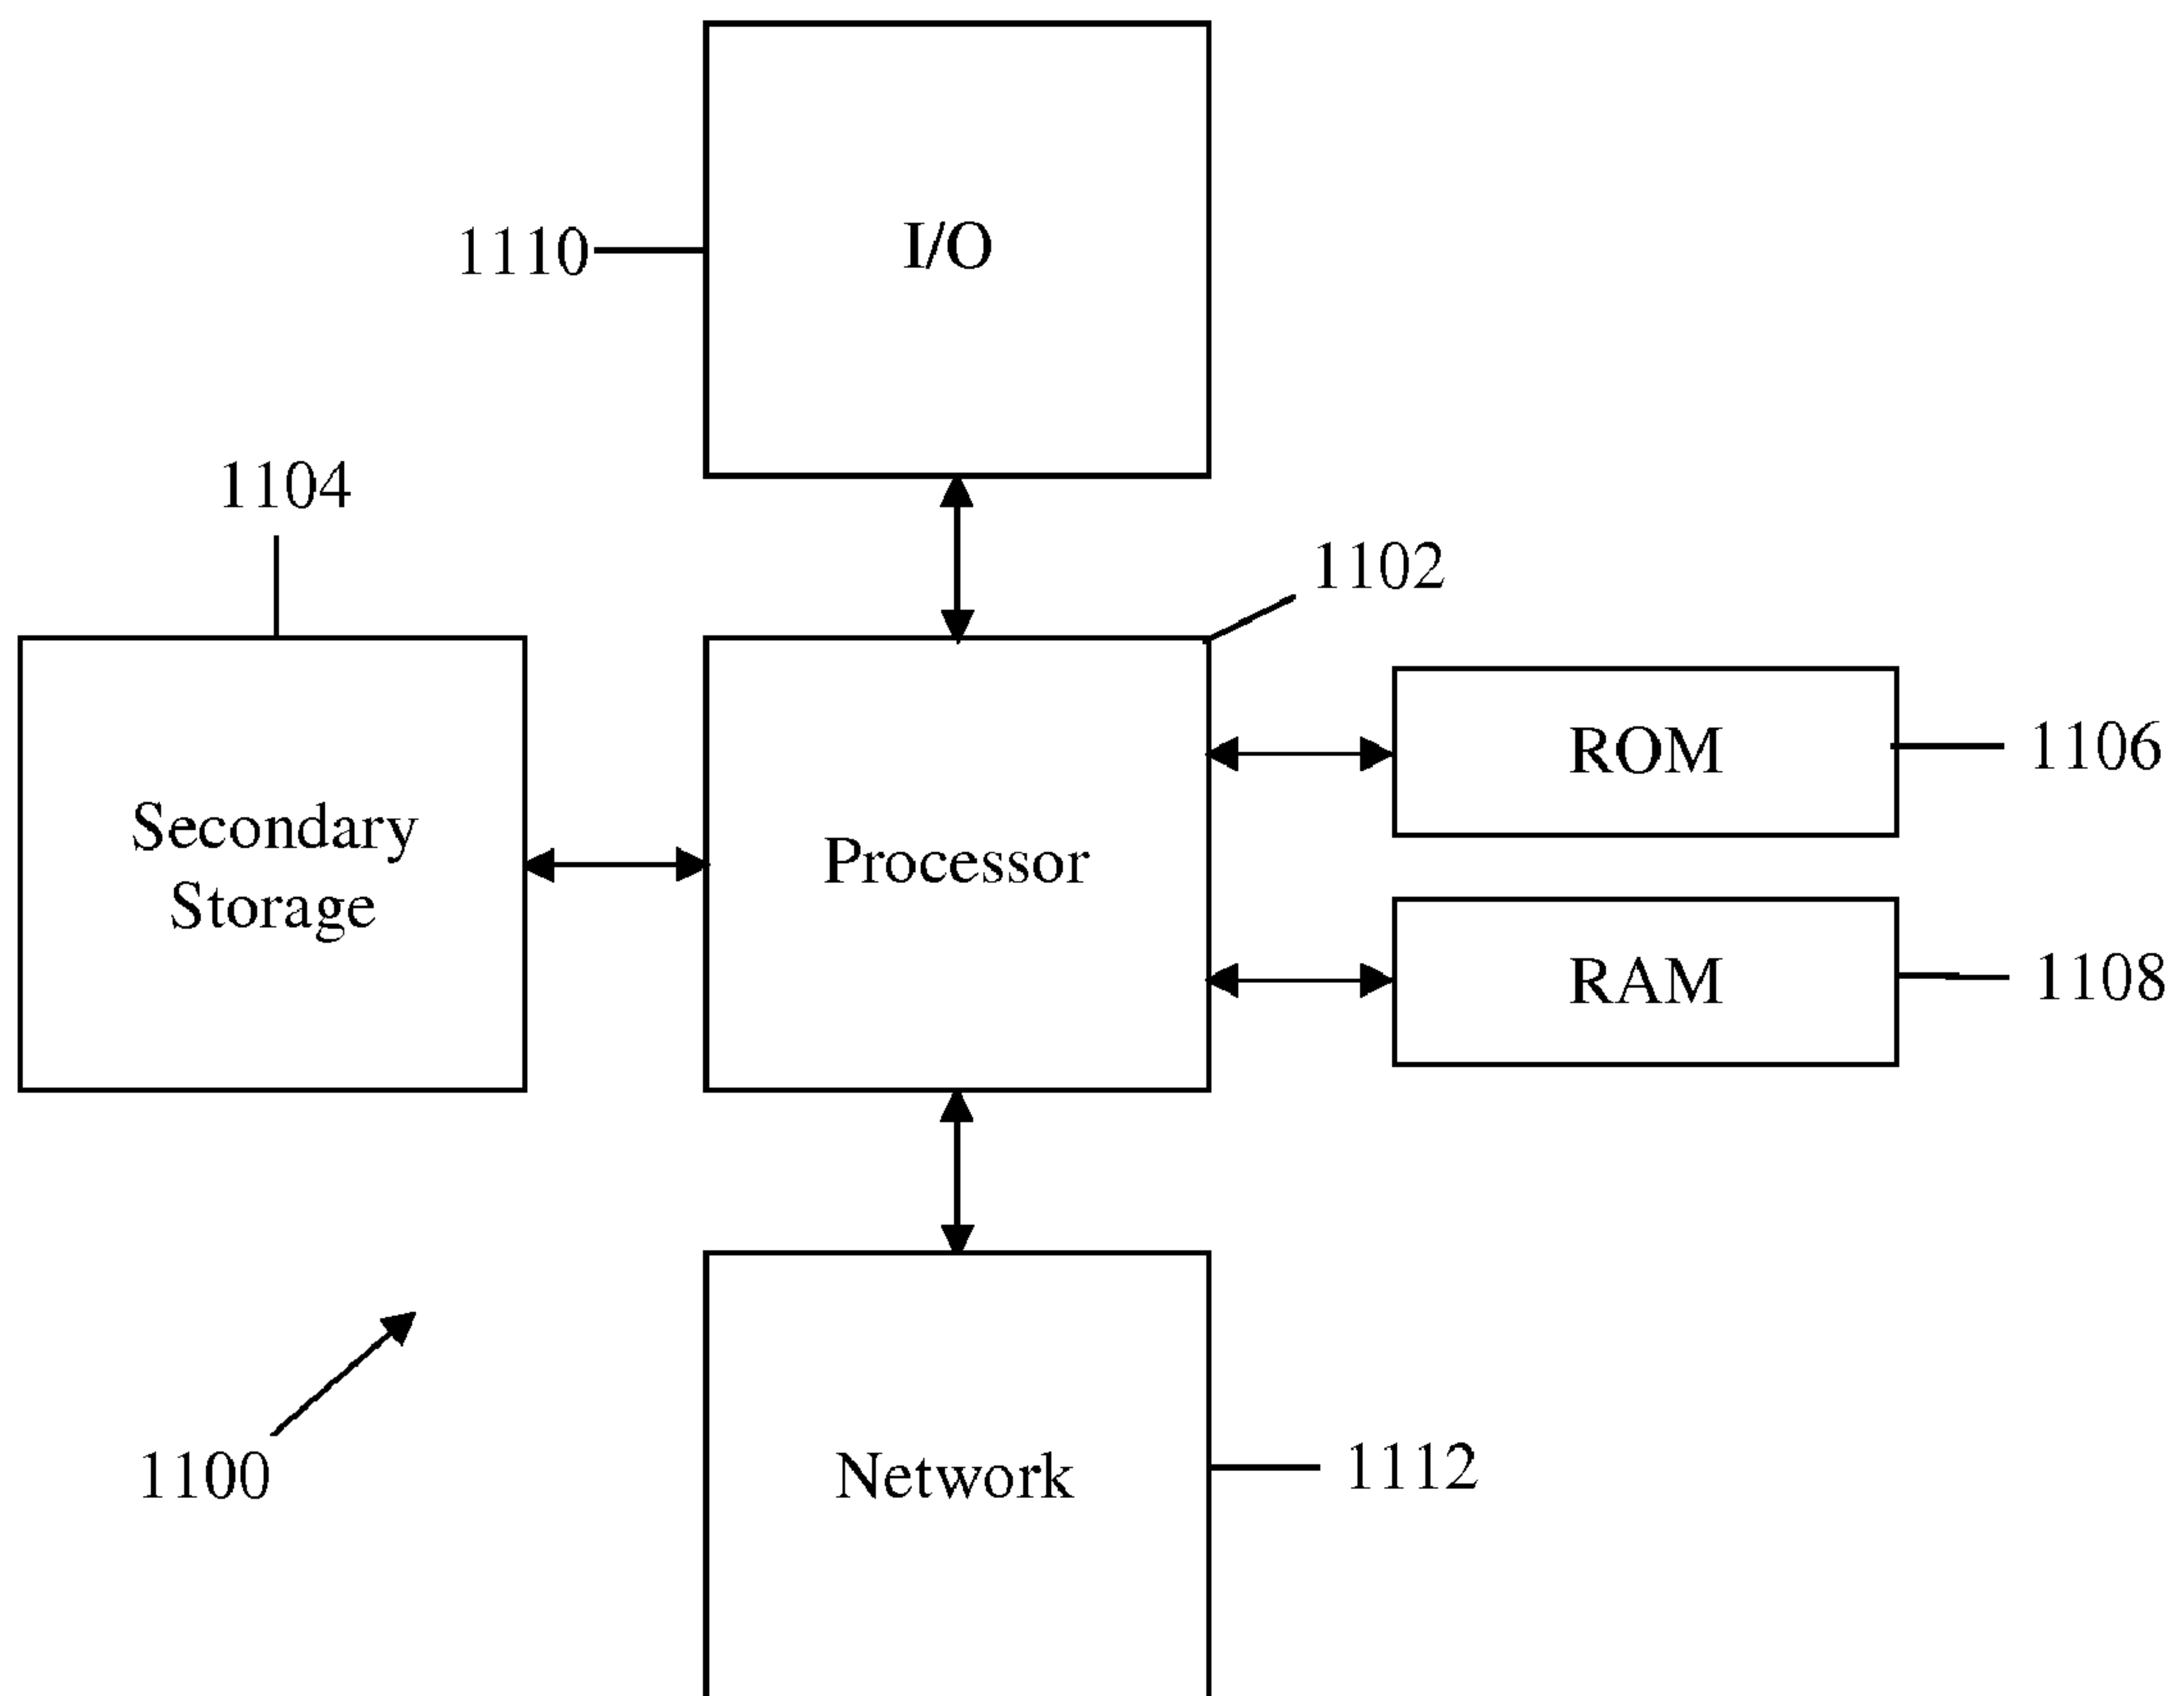 I/O
1110
1104
1102
ROM
1106
Secondary
Storage
Processor
RAM
1108
1100
Network
1112